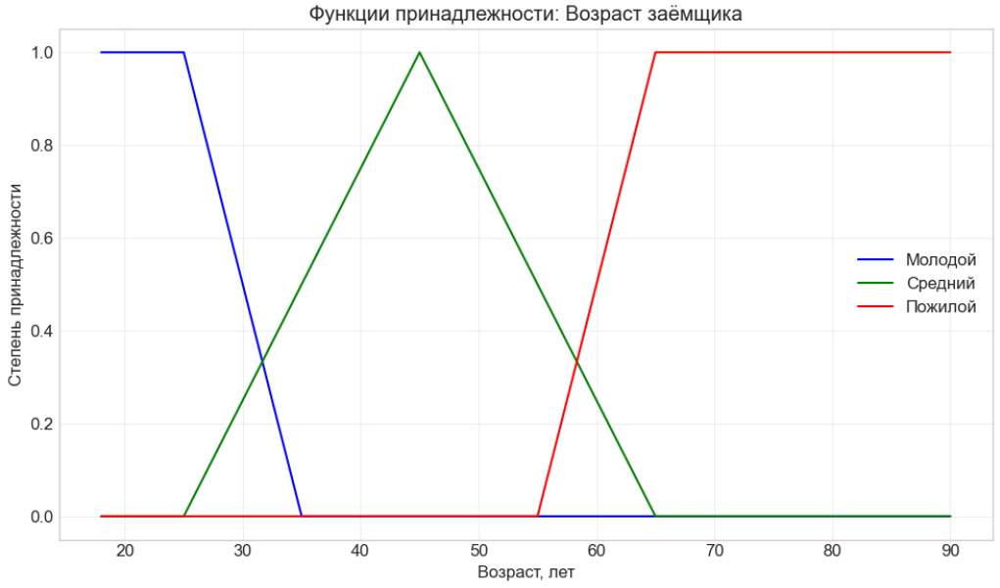 Функции принадлежности: Возраст заёмщика
Степень принадлежности
1.0
0.8
0.6
0.4
0.2
0.0
Молодой
Средний
Пожилой
20 30 40 50 60 70 80 90
Возраст, лет